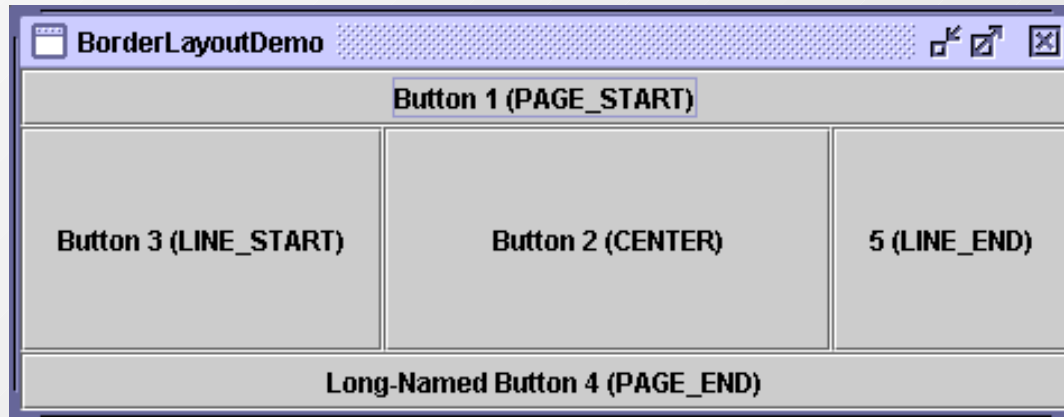 BorderLayoutDemo
Button 1 (PAGE_START)
Button 3 (LINE_START) Button 2 (CENTER) 5 (LINE_END)
Long-Named Button 4 (PAGE_END)